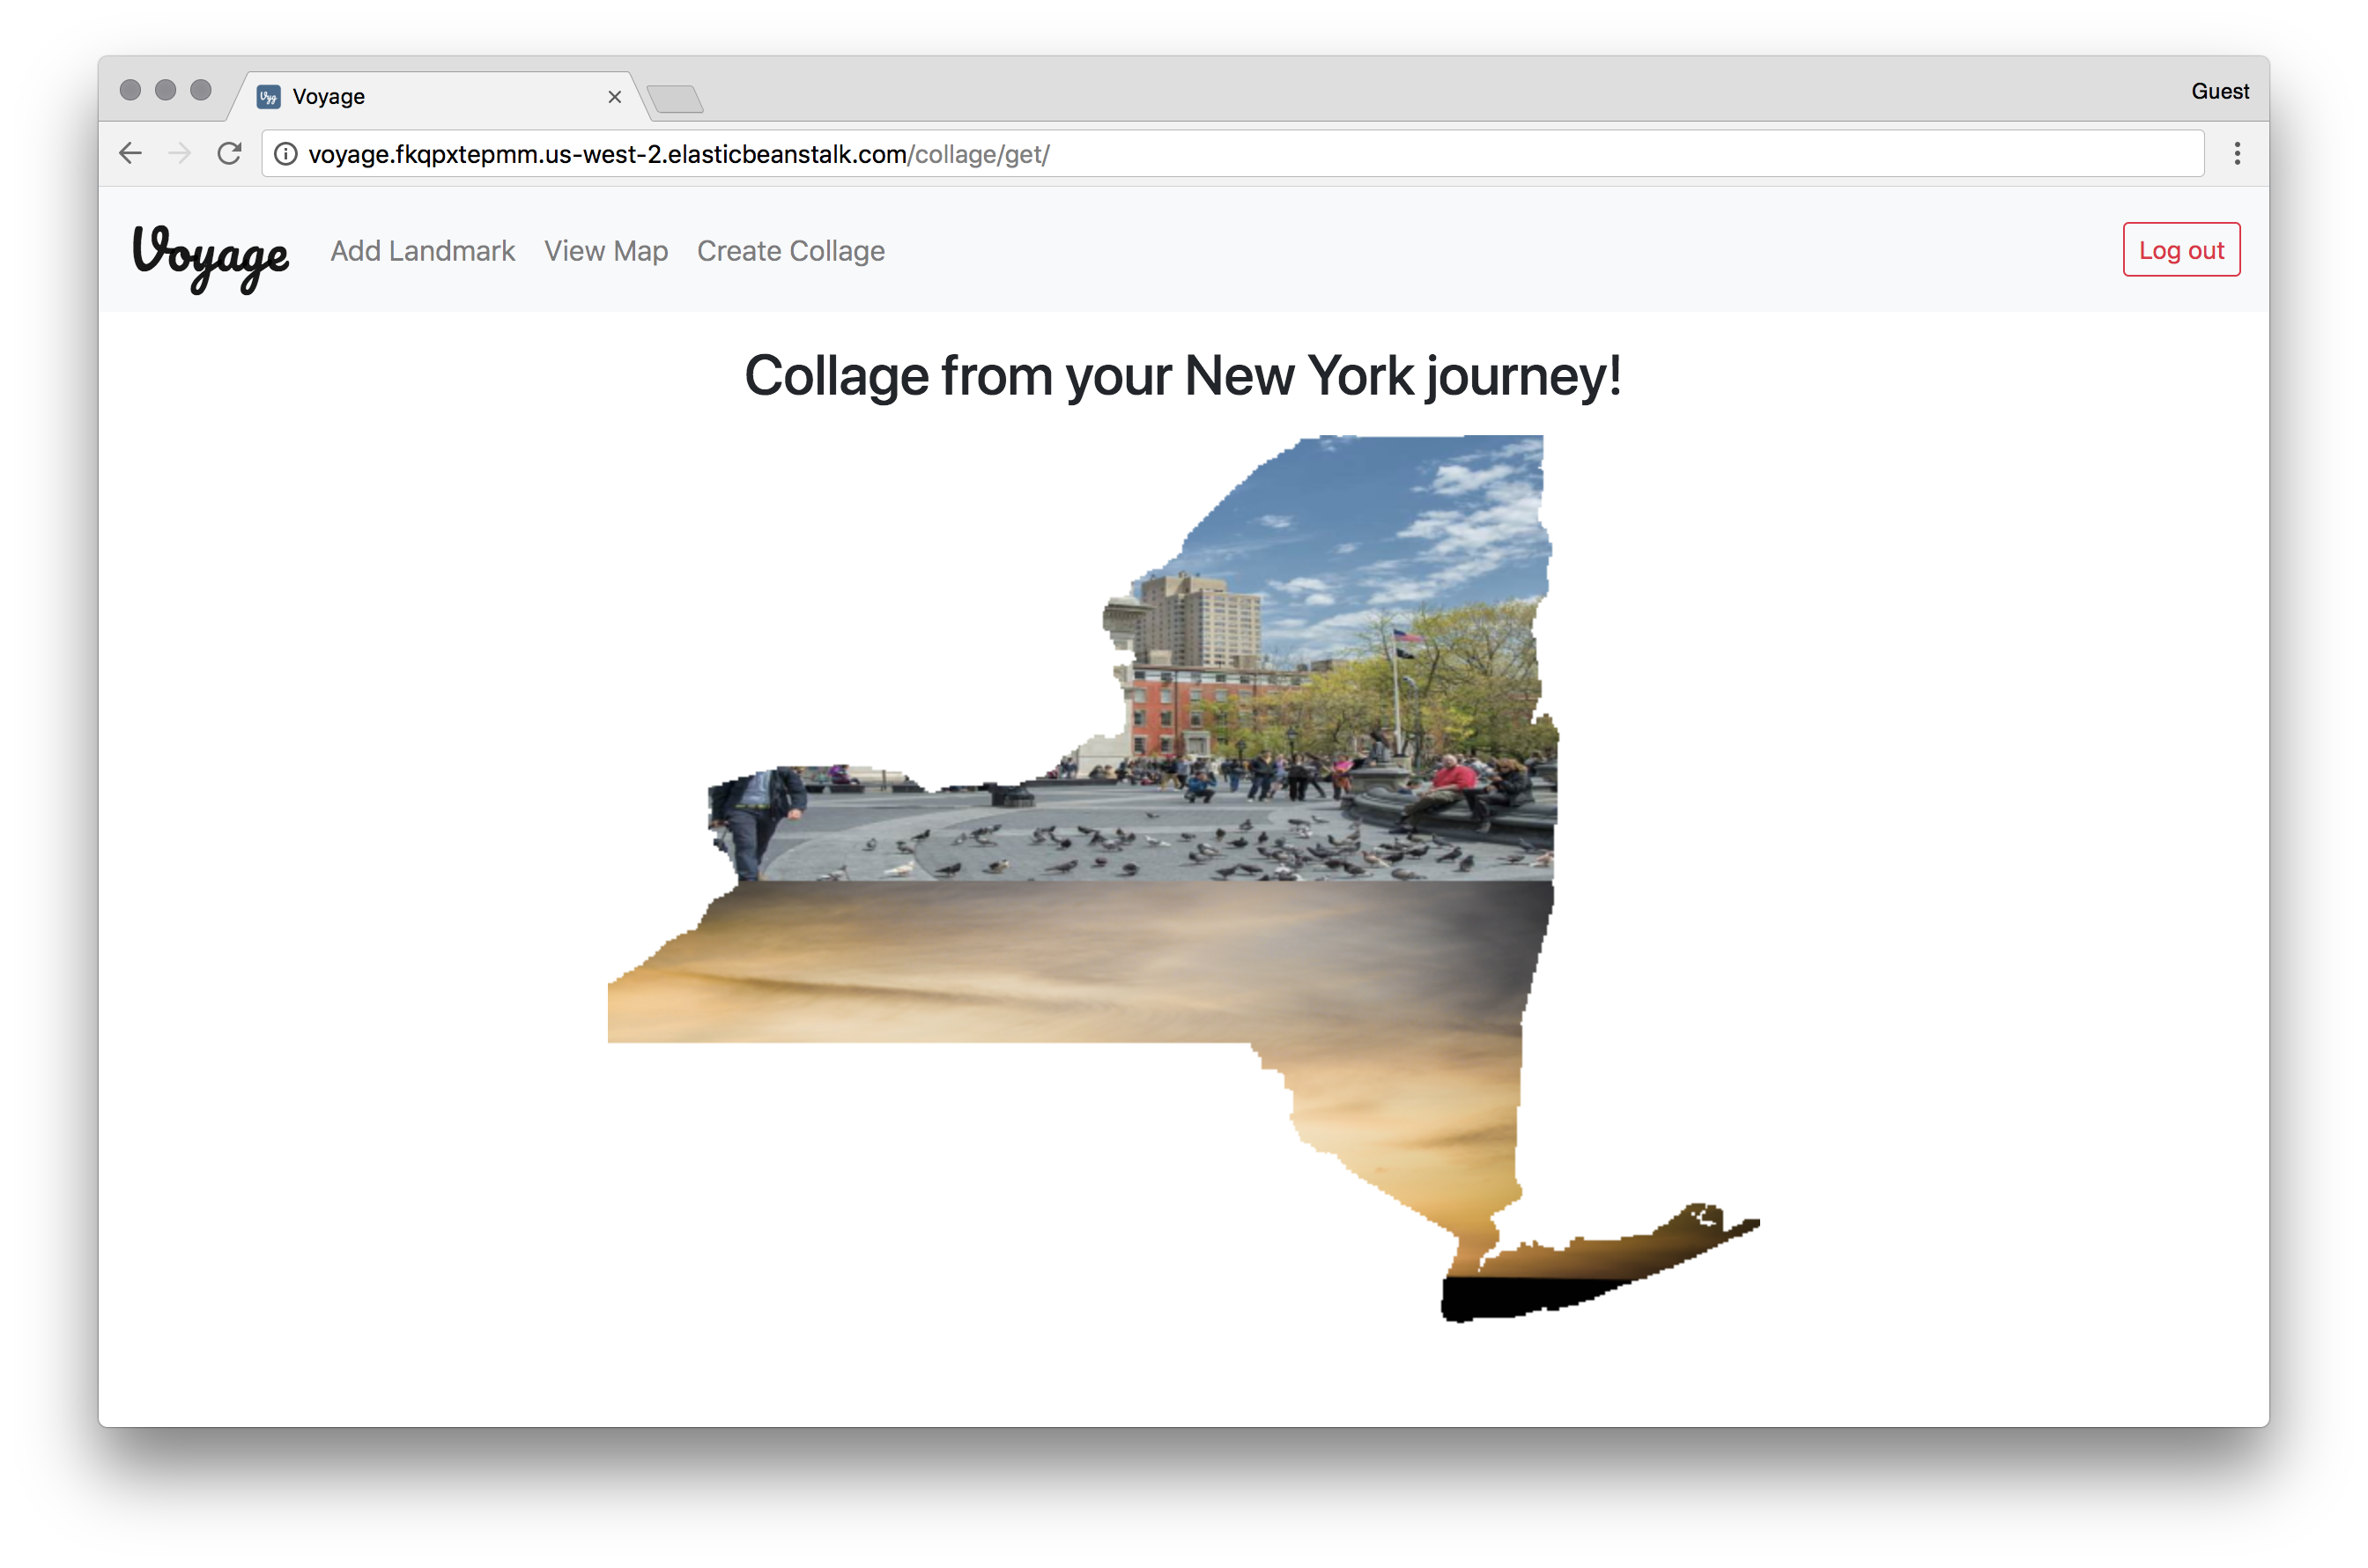 Voyage
Guest
voyage.fkqpxtepmm.us-west-2.elasticbeanstalk.com/collage/get/
Voyage Add Landmark View Map Create Collage Log out
Collage from your New York journey!